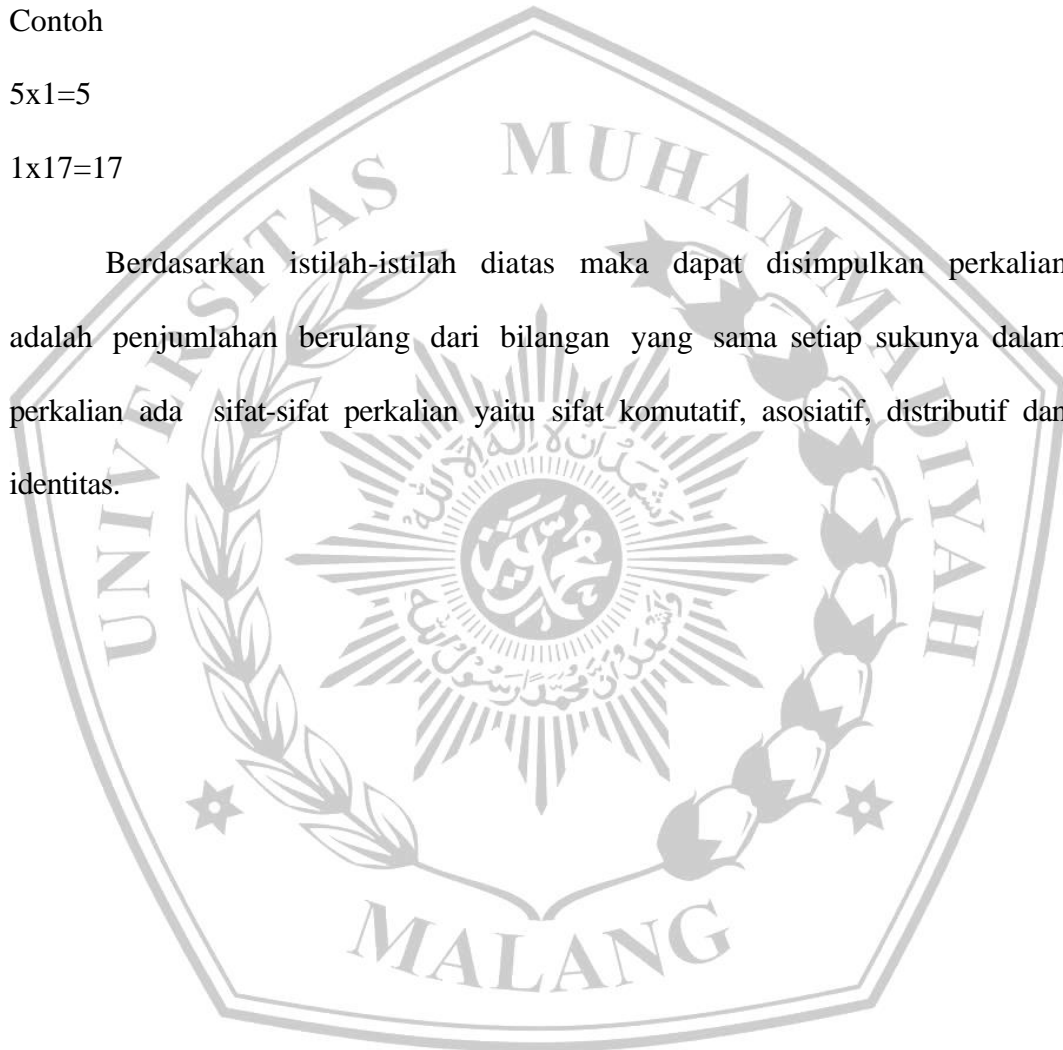 Contoh
5x1=5
1x17=17
Berdasarkan istilah-istilah diatas maka dapat disimpulkan perkalian
adalah penjumlahan berulang dari bilangan yang sama setiap sukunya dalam
perkalian ada sifat-sifat perkalian yaitu sifat komutatif, asosiatif, distributif dan
identitas.
UNIVERSITAS MUHAMMADIYAH
MALANG